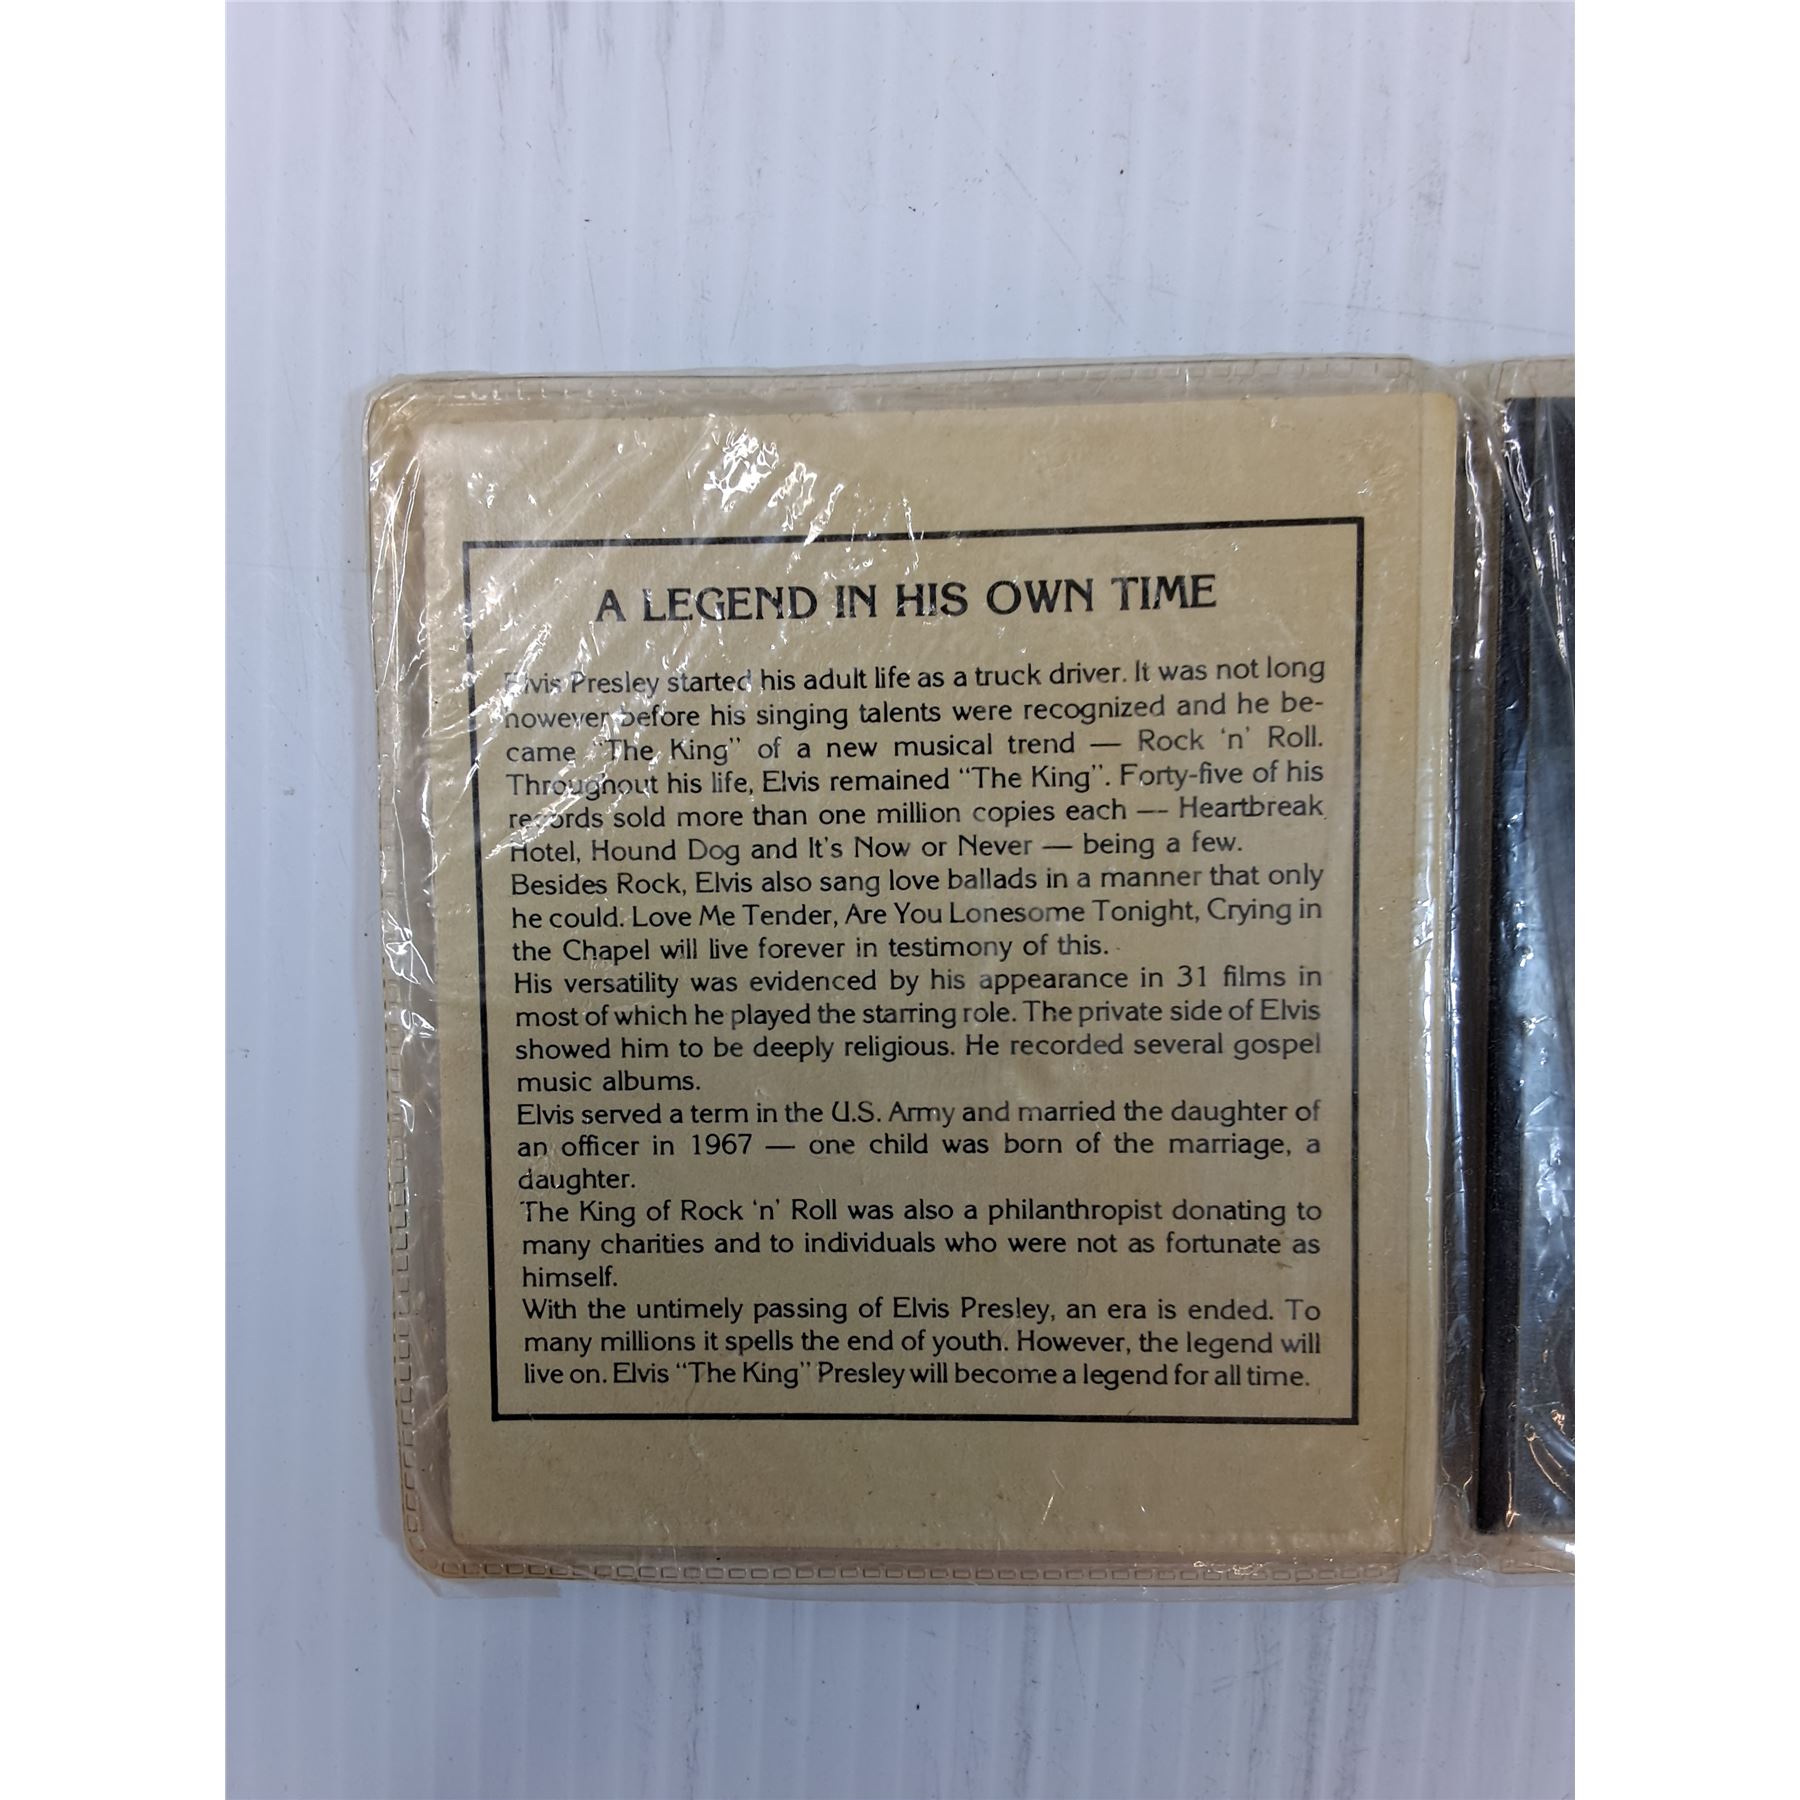 A LEGEND IN HIS OWN TIME
Elvis Presley started his adult life as a truck driver. It was not long
however before his singing talents were recognized and he be-
came "The King" of a new musical trend — Rock 'n' Roll.
Throughout his life, Elvis remained "The King". Forty-five of his
records sold more than one million copies each — Heartbreak
Hotel, Hound Dog and It's Now or Never — being a few.
Besides Rock, Elvis also sang love ballads in a manner that only
he could. Love Me Tender, Are You Lonesome Tonight, Crying in
the Chapel will live forever in testimony of this.
His versatility was evidenced by his appearance in 31 films in
most of which he played the starring role. The private side of Elvis
showed him to be deeply religious. He recorded several gospel
music albums.
Elvis served a term in the U.S. Army and married the daughter of
an officer in 1967 — one child was born of the marriage, a
daughter.
The King of Rock 'n' Roll was also a philanthropist donating to
many charities and to individuals who were not as fortunate as
himself.
With the untimely passing of Elvis Presley, an era is ended. To
many millions it spells the end of youth. However, the legend will
live on. Elvis "The King" Presley will become a legend for all time.